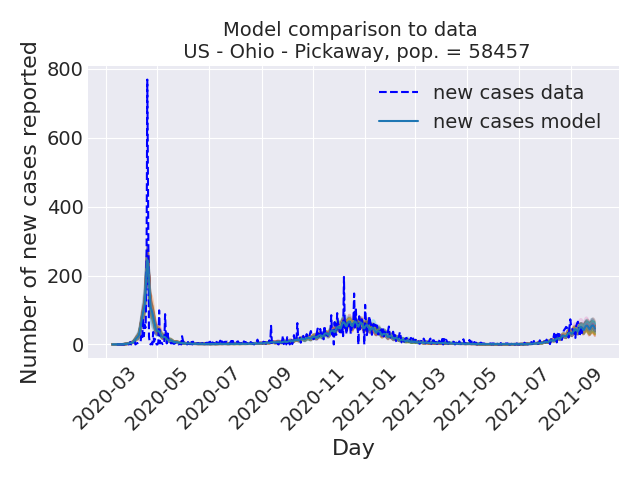 Model comparison to data
US - Ohio - Pickaway, pop. = 58457
Number of new cases reported
800
600
400
200
0
new cases data
new cases model
2020-03
2020-05
2020-07
2020-09
2020-11
2021-01
2021-03
2021-05
2021-07
2021-09
Day